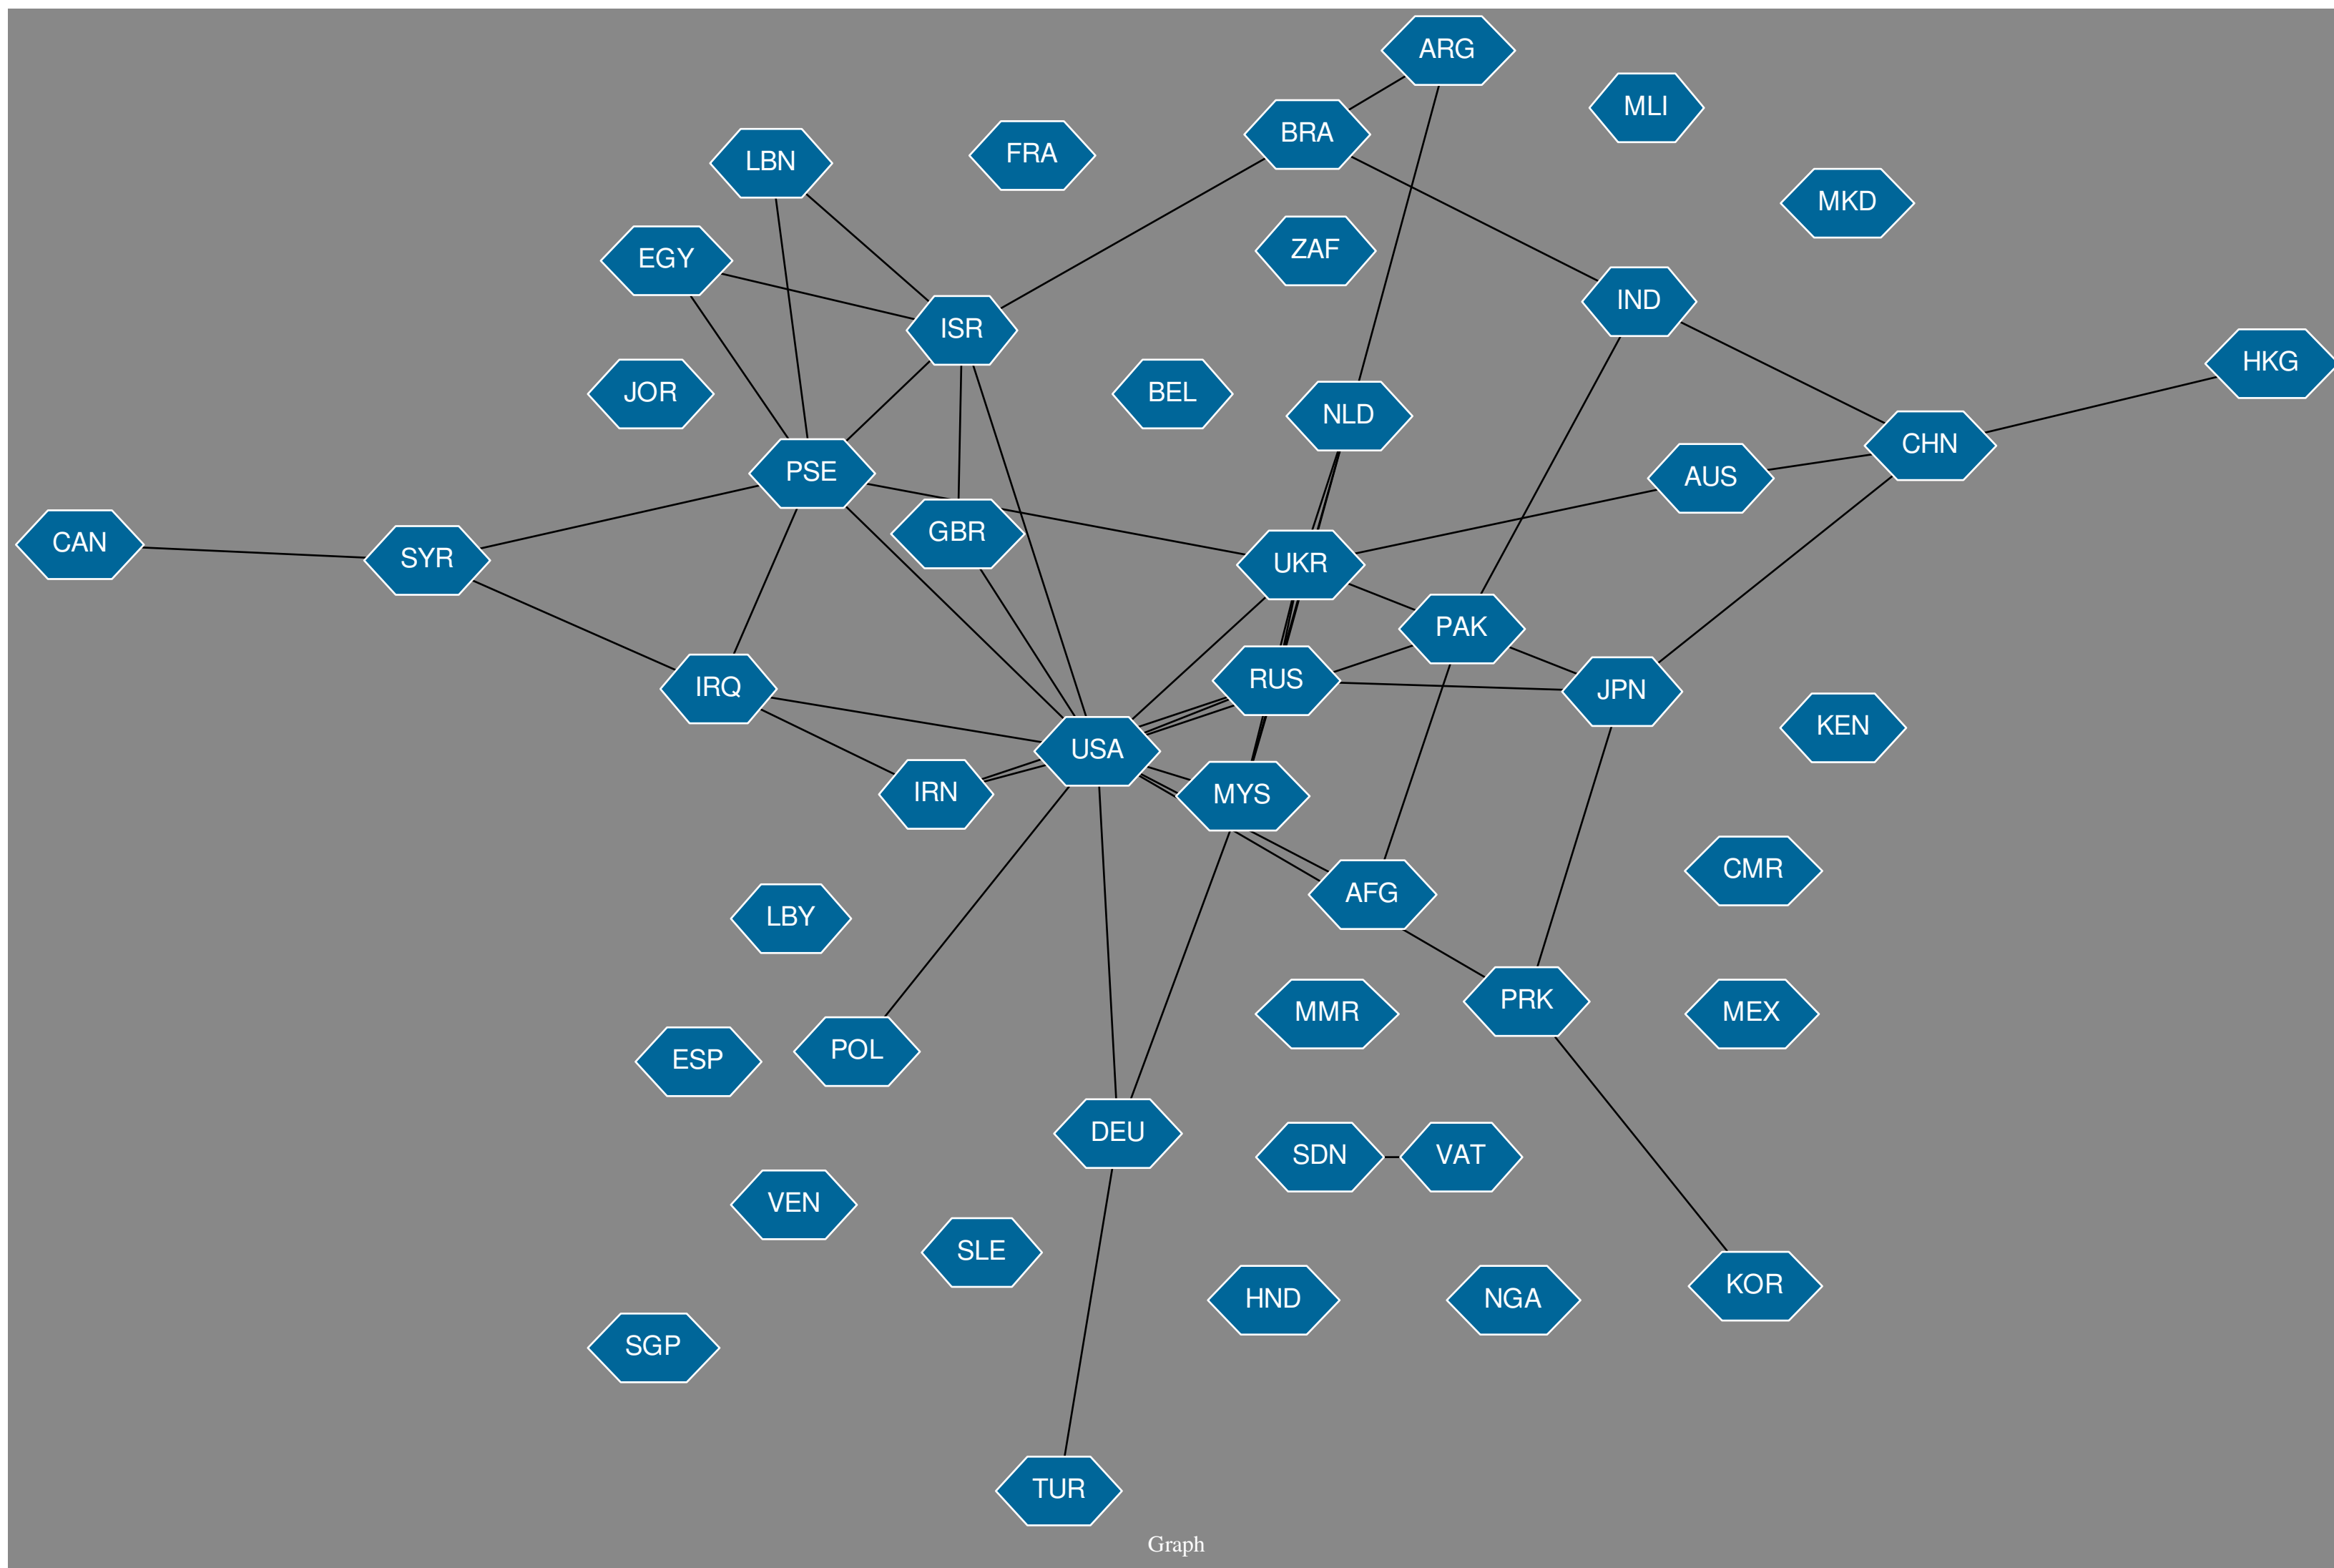 ARG
MLI
BRA
FRA
LBN
MKD
ZAF
EGY
IND
ISR
HKG
JOR
BEL
NLD
CHN
PSE
AUS
GBR
CAN
SYR
UKR
PAK
RUS
IRQ
JPN
KEN
USA
IRN
MYS
CMR
AFG
LBY
PRK
MMR
MEX
POL
ESP
DEU
SDN
VAT
VEN
SLE
KOR
HND
NGA
SGP
TUR
Graph